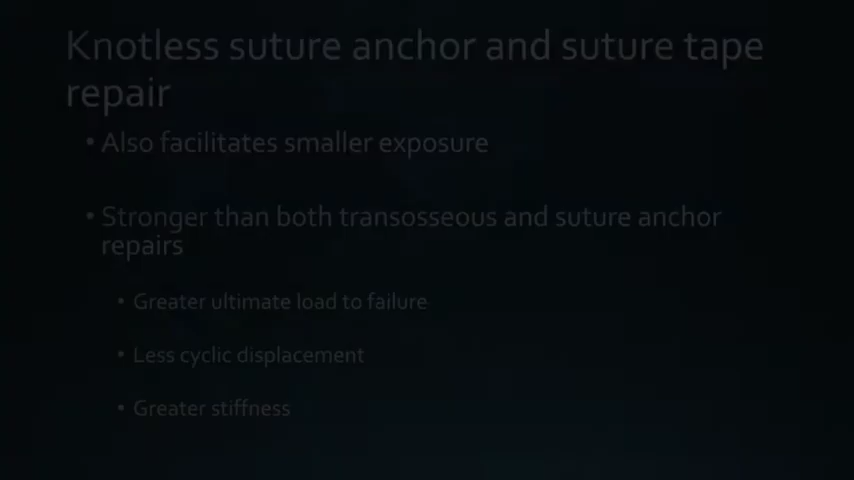 Knotless suture anchor and suture tape
repair
• Also facilitates smaller exposure
• Stronger than both transosseous and suture anchor
repairs
• Greater ultimate load to failure
• Less cyclic displacement
• Greater stiffness